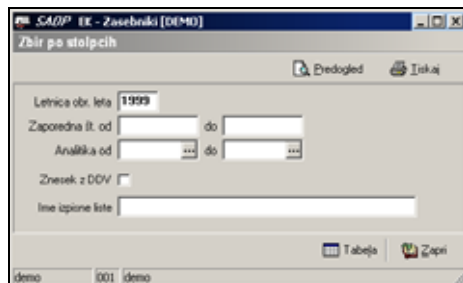 SAOP EK - Zasebniki [DEMO]
Zbir po stolpcih
Predogled Tiskaj
Letnica obr. leta 1999
Zaporedna št. od do
Analitika od ... do ...
Znesek z DDV
Ime izpisne liste
Tabela Zapri
demo 001 demo